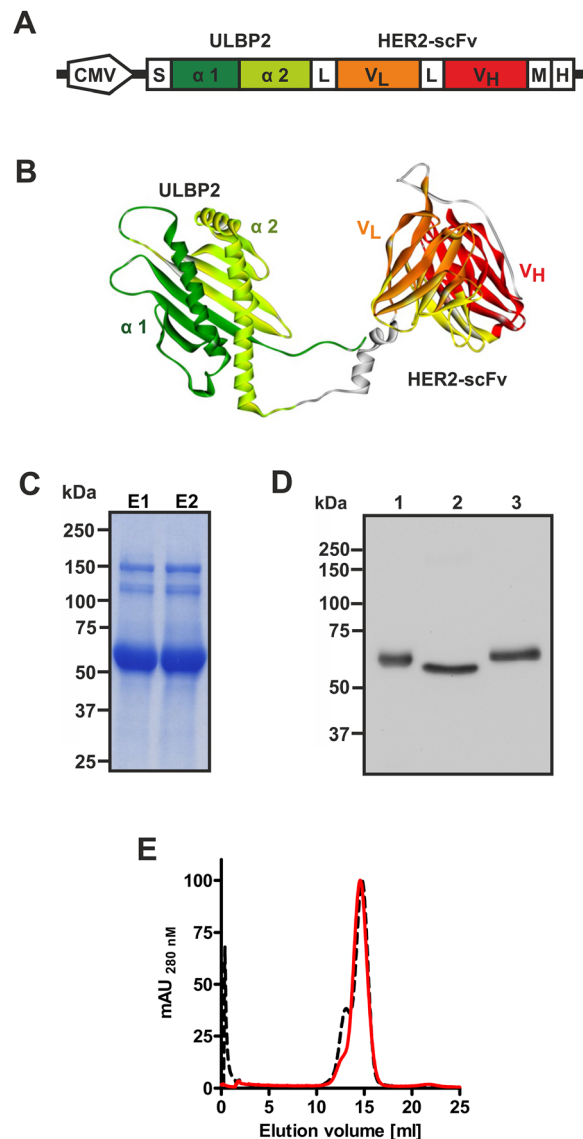 A
ULBP2 HER2-scFv
CMV S α 1 α 2 L VL L VH M H
B
ULBP2
α 2
α 1
VL
VH
HER2-scFv
C
kDa E1 E2
250
150
100
75
50
37
25
D
kDa 1 2 3
250
150
100
75
50
37
E
100
75
50
25
0
mAU 280 nM
0 5 10 15 20 25
Elution volume [ml]